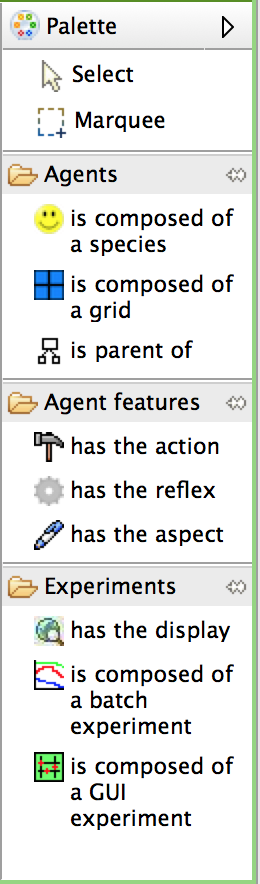 Palette
Select
Marquee
Agents
is composed of
a species
is composed of
a grid
is parent of
Agent features
has the action
has the reflex
has the aspect
Experiments
has the display
is composed of
a batch
experiment
is composed of
a GUI
experiment